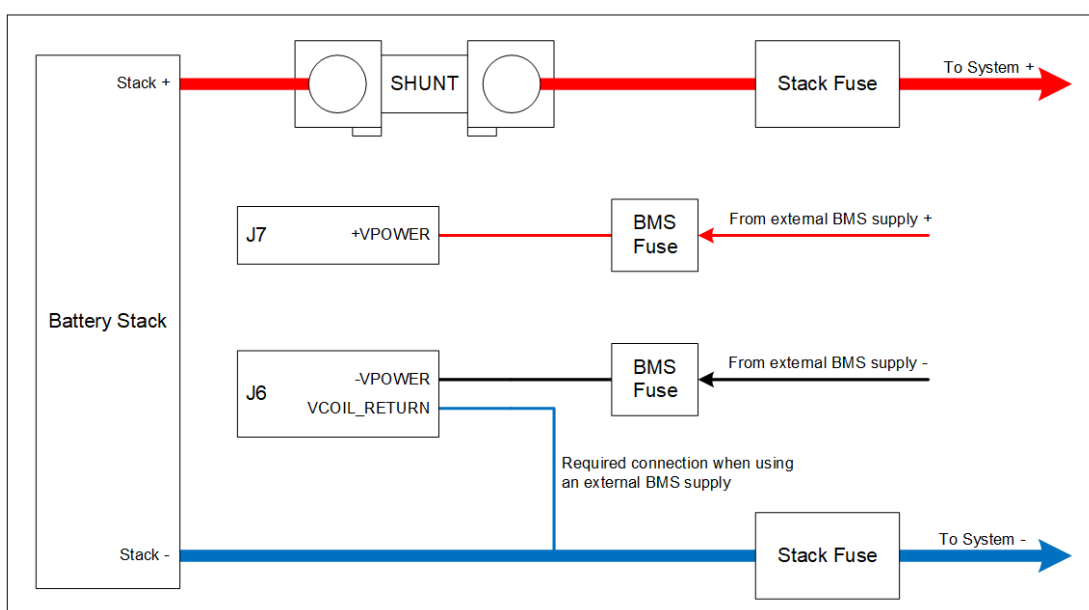 Stack +
SHUNT
Stack Fuse
To System +
J7
+VPOWER
BMS
Fuse
From external BMS supply +
Battery Stack
J6
-VPOWER
VCOIL_RETURN
BMS
Fuse
From external BMS supply -
Required connection when using
an external BMS supply
Stack -
Stack Fuse
To System -